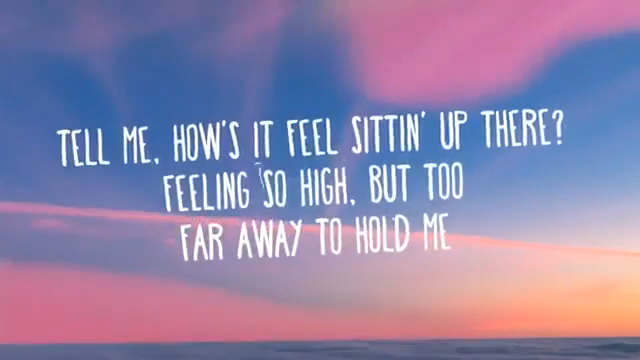 TELL ME, HOW'S IT FEEL SITTIN' UP THERE?
FEELING SO HIGH, BUT TOO
FAR AWAY TO HOLD ME